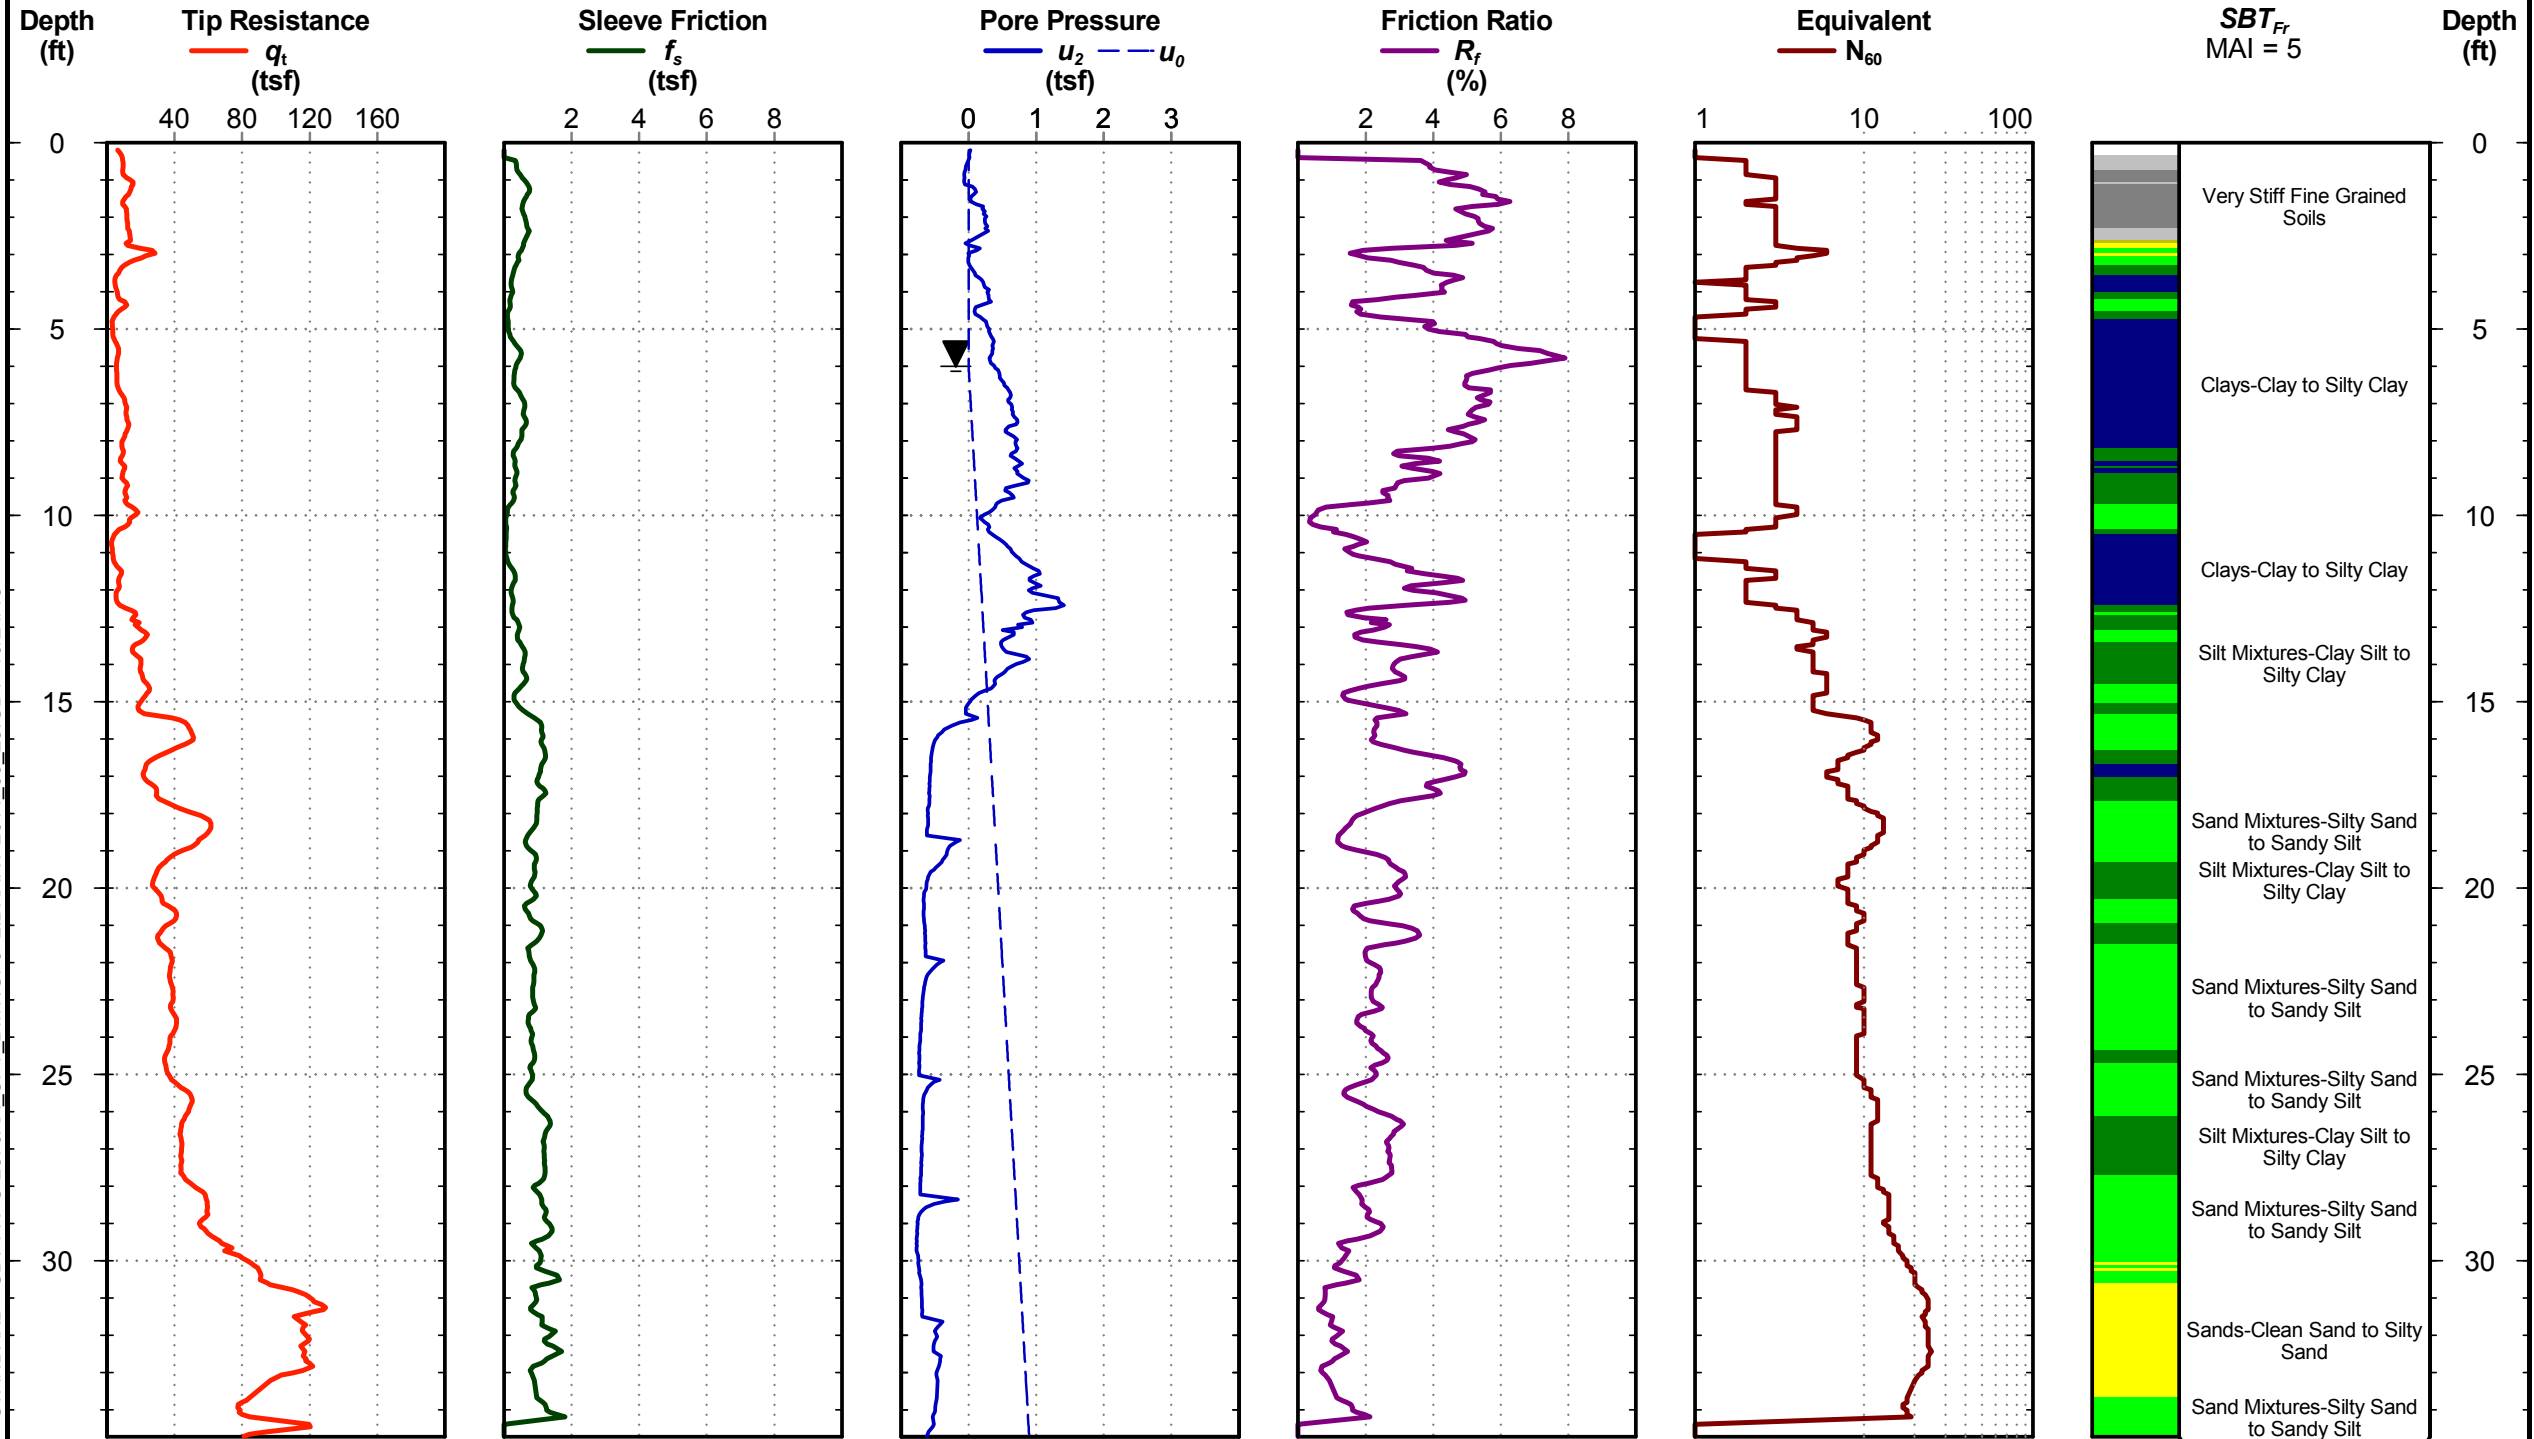 Depth
(ft)
Tip Resistance
qt
(tsf)
Sleeve Friction
fs
(tsf)
Pore Pressure
u2 u0
(tsf)
Friction Ratio
Rf
(%)
Equivalent
N60
SBTFr
MAI = 5
Depth
(ft)
40 80 120 160
2 4 6 8
0 1 2 3
2 4 6 8
1 10 100
0 0
Very Stiff Fine Grained
Soils
5 5
Clays-Clay to Silty Clay
10 10
Clays-Clay to Silty Clay
Silt Mixtures-Clay Silt to
Silty Clay
15 15
Sand Mixtures-Silty Sand
to Sandy Silt
Silt Mixtures-Clay Silt to
Silty Clay
20 20
Sand Mixtures-Silty Sand
to Sandy Silt
25 25
Sand Mixtures-Silty Sand
to Sandy Silt
Silt Mixtures-Clay Silt to
Silty Clay
Sand Mixtures-Silty Sand
to Sandy Silt
30 30
Sands-Clean Sand to Silty
Sand
Sand Mixtures-Silty Sand
to Sandy Silt